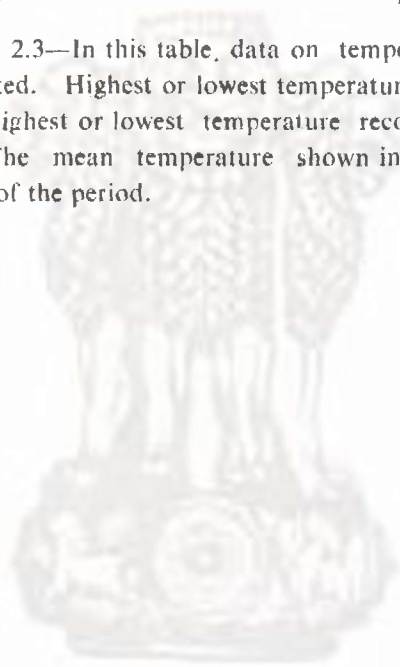 2.3—In this table, data on tempe
ted. Highest or lowest temperatur
ighest or lowest temperature reco
he mean temperature shown in
of the period.